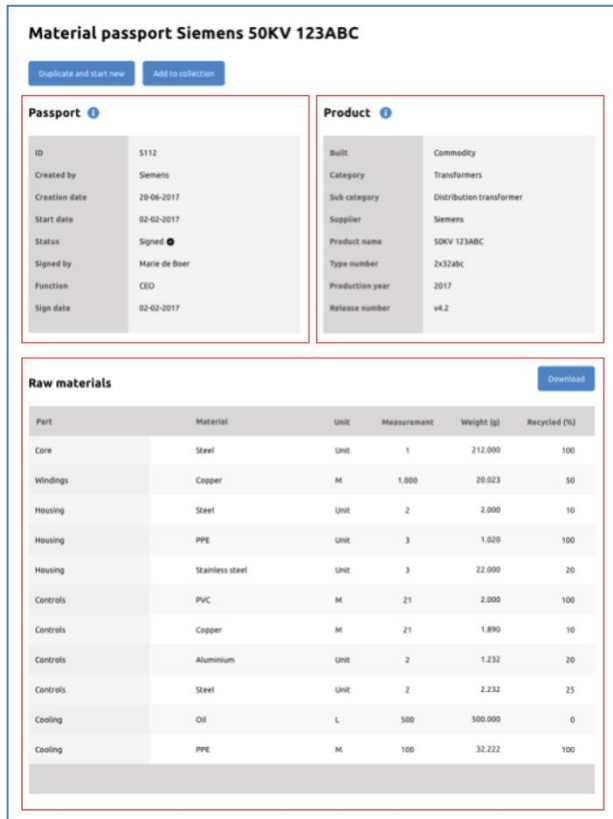 Material passport Siemens 50KV 123ABC
Duplicate and start new Add to collection
Passport
ID S112
Created by Siemens
Creation date 20-06-2017
Start date 02-02-2017
Status Signed
Signed by Marie de Boer
Function CEO
Sign date 02-02-2017
Product
Built Commodity
Category Transformers
Sub category Distribution transformer
Supplier Siemens
Product name 50KV 123ABC
Type number 2x32abc
Production year 2017
Release number v4.2
Raw materials
Download
Part Material Unit Measurement Weight (g) Recycled (%)
Core Steel Unit 1 212.000 100
Windings Copper M 1.000 20.023 50
Housing Steel Unit 2 2.000 10
Housing PPE Unit 3 1.020 100
Housing Stainless steel Unit 3 22.000 20
Controls PVC M 21 2.000 100
Controls Copper M 21 1.890 10
Controls Aluminium Unit 2 1.232 20
Controls Steel Unit 2 2.232 25
Cooling Oil L 500 500.000 0
Cooling PPE M 100 32.222 100